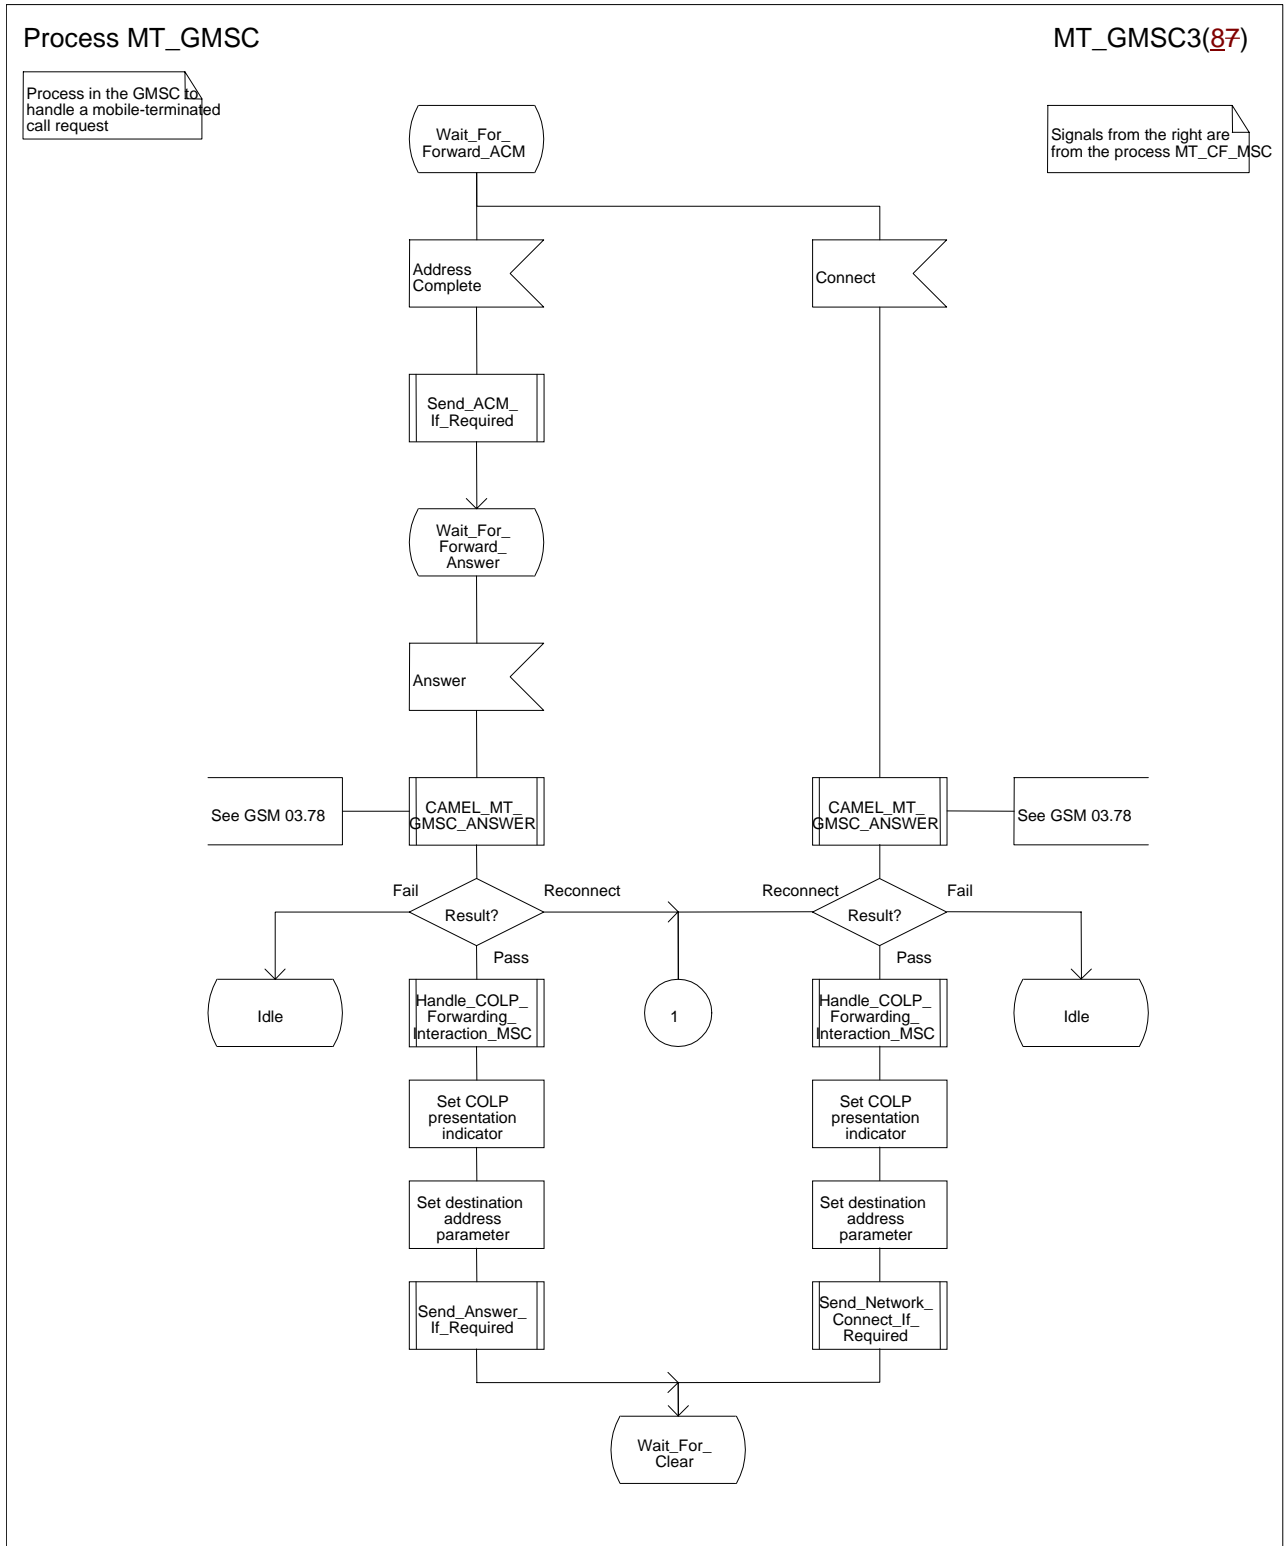 Process MT_GMSC
MT_GMSC3(87)
Process in the GMSC to
handle a mobile-terminated
call request
Signals from the right are
from the process MT_CF_MSC
Wait_For_
Forward_ACM
Address
Complete
Connect
Send_ACM_
If_Required
Wait_For_
Forward_
Answer
Answer
See GSM 03.78
CAMEL_MT_
GMSC_ANSWER
CAMEL_MT_
GMSC_ANSWER
See GSM 03.78
Fail
Reconnect
Reconnect
Fail
Result?
Result?
Pass
Pass
Idle
Handle_COLP_
Forwarding_
Interaction_MSC
1
Handle_COLP_
Forwarding_
Interaction_MSC
Idle
Set COLP
presentation
indicator
Set COLP
presentation
indicator
Set destination
address
parameter
Set destination
address
parameter
Send_Answer_
If_Required
Send_Network_
Connect_If_
Required
Wait_For_
Clear